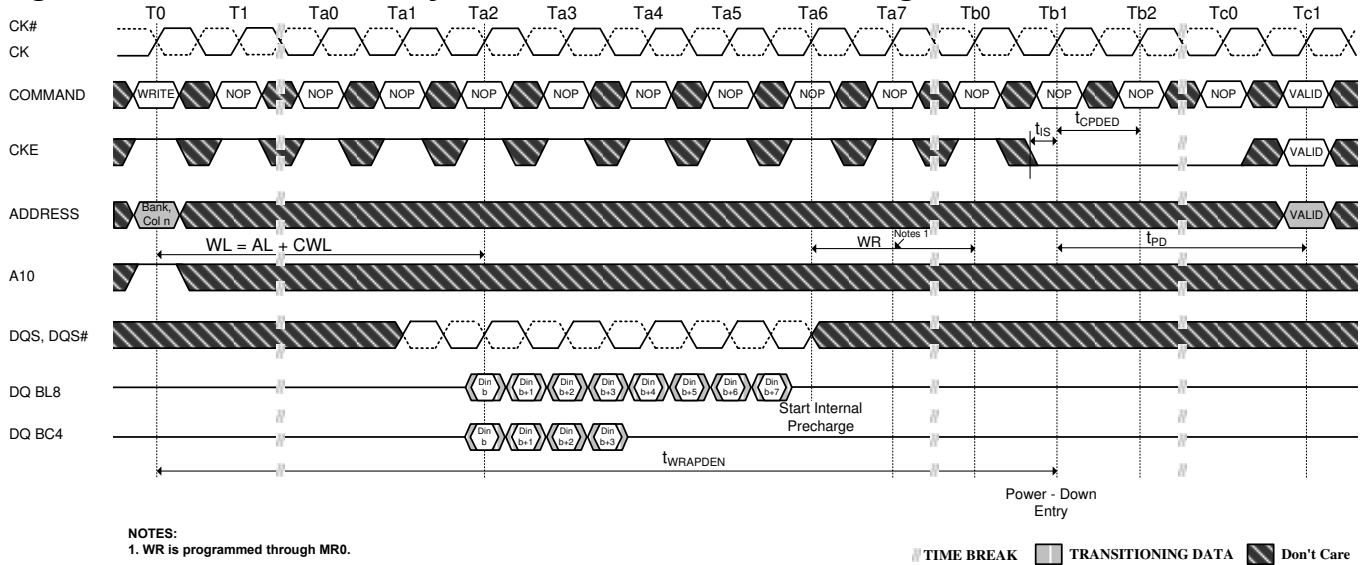 T0 T1 Ta0 Ta1 Ta2 Ta3 Ta4 Ta5 Ta6 Ta7 Tb0 Tb1 Tb2 Tc0 Tc1
CK#
CK
COMMAND WRITE NOP NOP NOP NOP NOP NOP NOP NOP NOP NOP NOP NOP NOP VALID
tIS tCPDED
CKE VALID
ADDRESS Bank, Col n VALID
WL = AL + CWL WR Notes 1 tPD
A10
DQS, DQS#
DQ BL8 Din b Din b+1 Din b+2 Din b+3 Din b+4 Din b+5 Din b+6 Din b+7
Start Internal
Precharge
DQ BC4 Din b Din b+1 Din b+2 Din b+3
tWRAPDEN
Power - Down
Entry
NOTES:
1. WR is programmed through MR0.
TIME BREAK TRANSITIONING DATA Don't Care